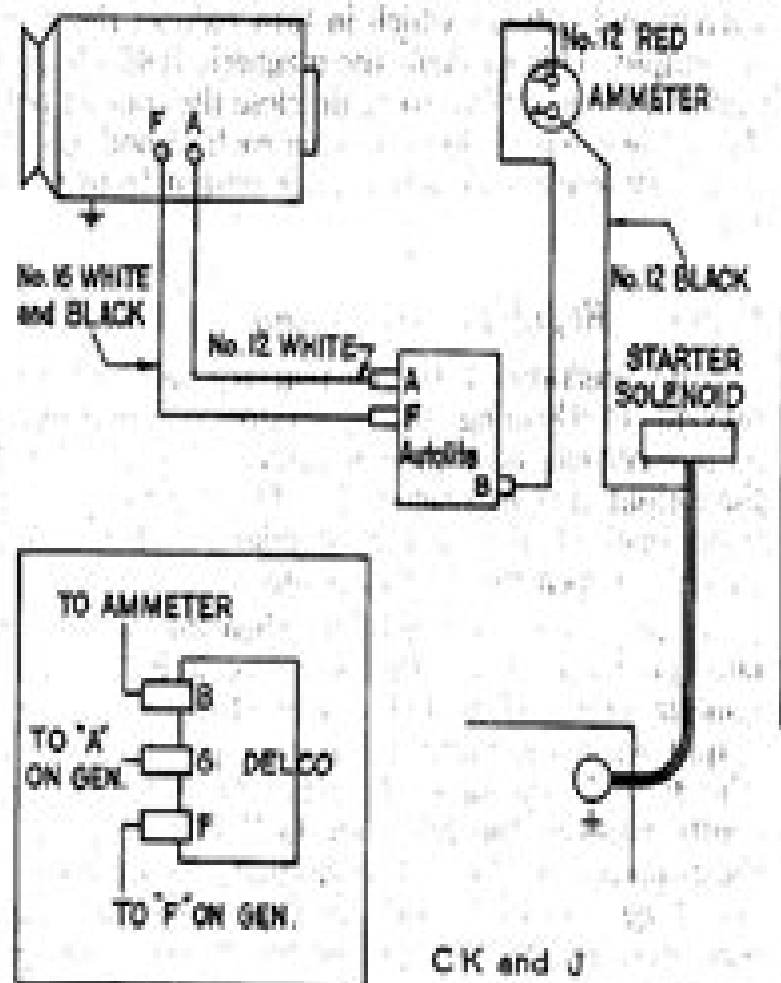 No. 12 RED
AMMETER
F A
No. 16 WHITE
and BLACK
No. 12 BLACK
No. 12 WHITE
A
F
Autolite
B
STARTER
SOLENOID
TO AMMETER
B
TO "A"
ON GEN.
G
DELCO
F
TO "F" ON GEN.
CK and J